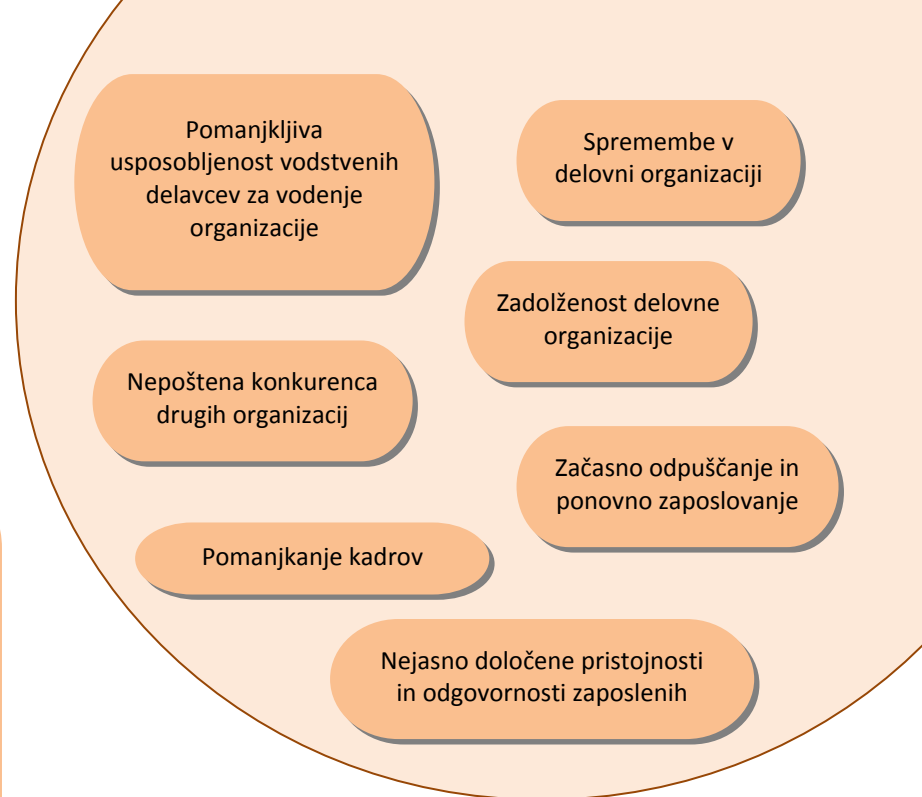 Pomanjkljiva
usposobljenost vodstvenih
delavcev za vodenje
organizacije
Spremembe v
delovni organizaciji
Zadolženost delovne
organizacije
Nepoštena konkurenca
drugih organizacij
Začasno odpuščanje in
ponovno zaposlovanje
Pomanjkanje kadrov
Nejasno določene pristojnosti
in odgovornosti zaposlenih